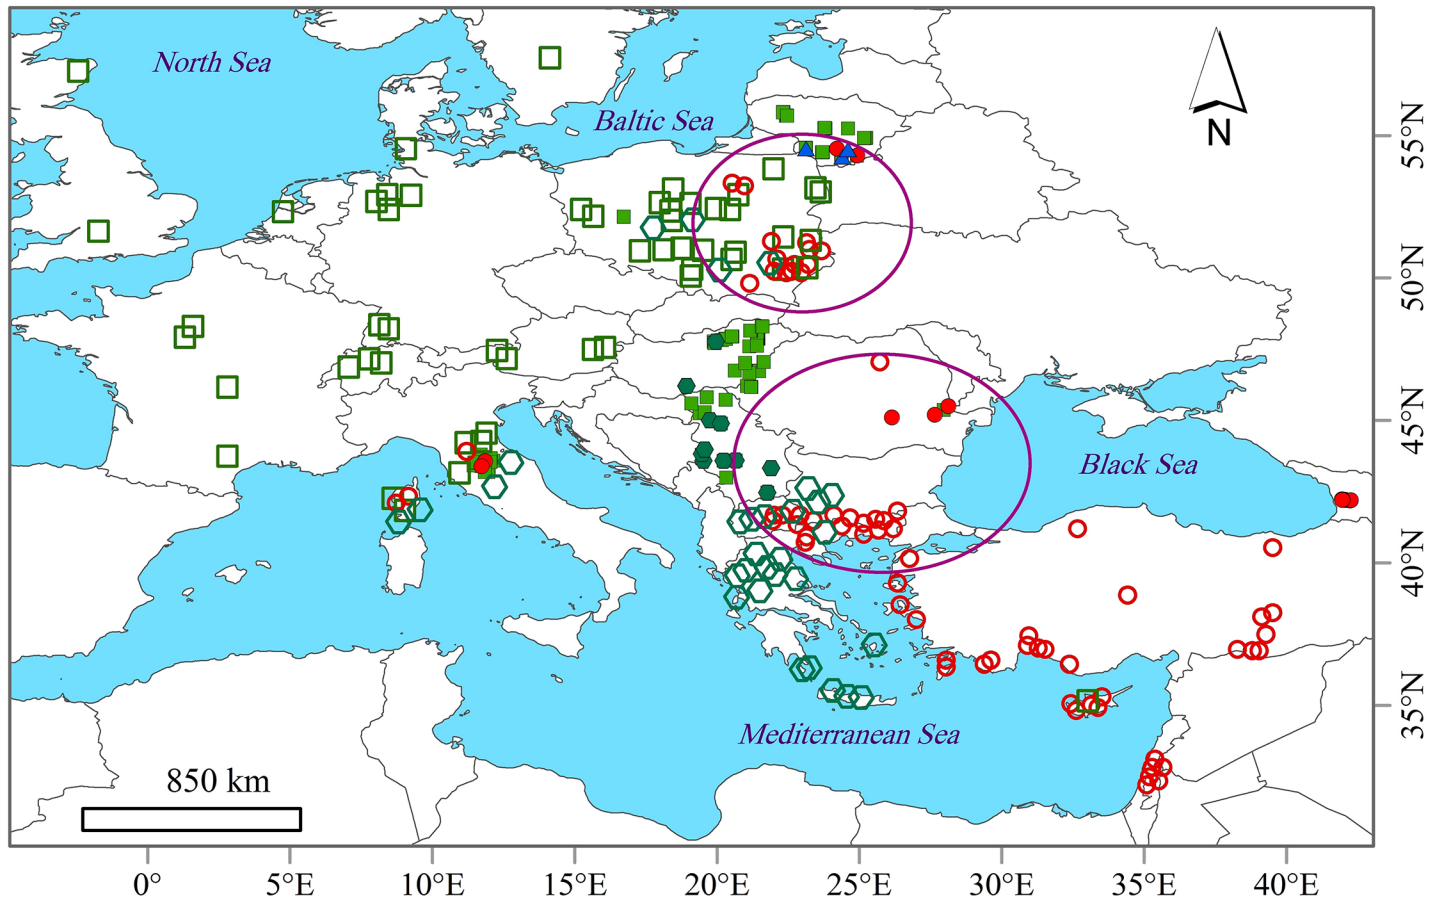 North Sea
Baltic Sea
N
55°N
50°N
45°N
Black Sea
40°N
35°N
Mediterranean Sea
850 km
0° 5°E 10°E 15°E 20°E 25°E 30°E 35°E 40°E